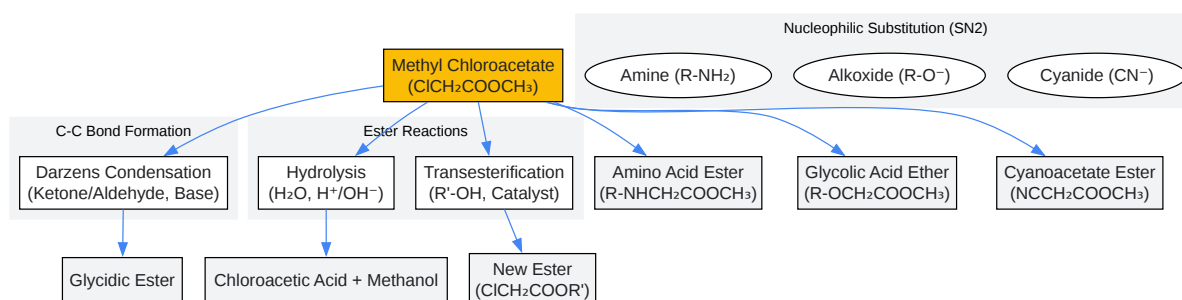 Nucleophilic Substitution (SN2)
Methyl Chloroacetate
(ClCH₂COOCH₃)
Amine (R-NH₂)
Alkoxide (R-O⁻)
Cyanide (CN⁻)
C-C Bond Formation
Ester Reactions
Darzens Condensation
(Ketone/Aldehyde, Base)
Hydrolysis
(H₂O, H⁺/OH⁻)
Transesterification
(R'-OH, Catalyst)
Amino Acid Ester
(R-NHCH₂COOCH₃)
Glycolic Acid Ether
(R-OCH₂COOCH₃)
Cyanoacetate Ester
(NCCH₂COOCH₃)
Glycidic Ester
Chloroacetic Acid + Methanol
New Ester
(ClCH₂COOR')